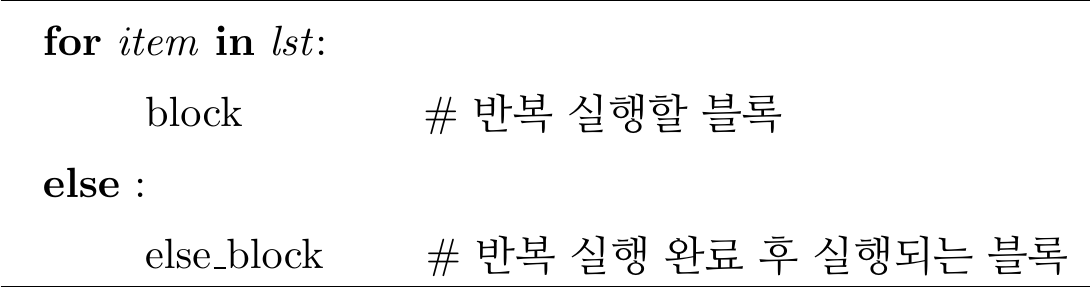 for item in lst:
block # 반복 실행할 블록
else :
else_block # 반복 실행 완료 후 실행되는 블록